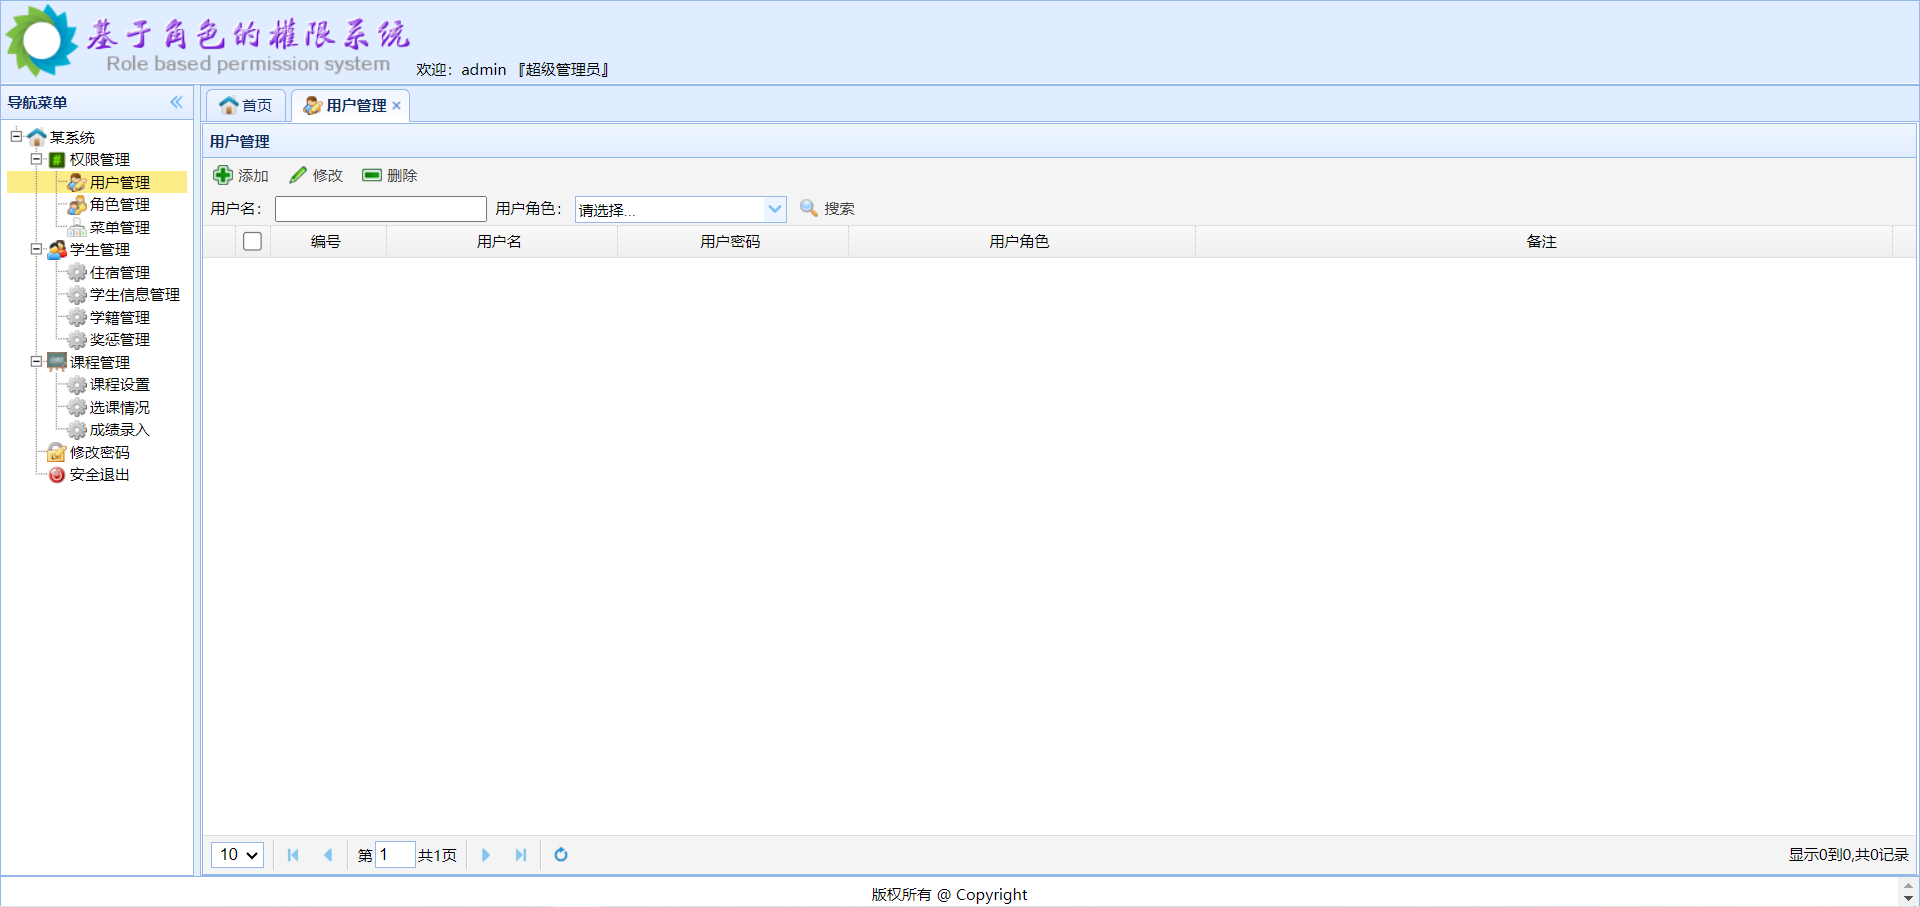 基于角色的權限系统
Role based permission system
欢迎：admin 『超级管理员』
导航菜单
首页
用户管理
某系统
权限管理
用户管理
角色管理
菜单管理
学生管理
住宿管理
学生信息管理
学籍管理
奖惩管理
课程管理
课程设置
选课情况
成绩录入
修改密码
安全退出
用户管理
添加 修改 删除
用户名： 用户角色： 请选择... 搜索
编号 用户名 用户密码 用户角色 备注
10 第 1 共1页 显示0到0,共0记录
版权所有 @ Copyright